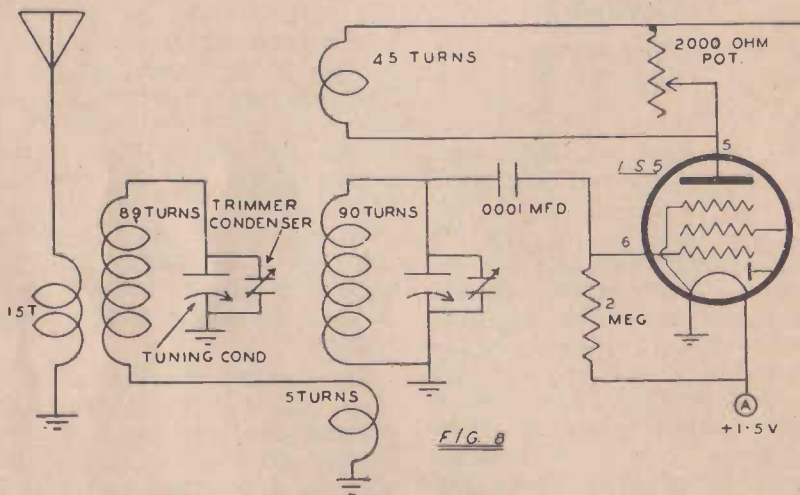 45 TURNS
2000 OHM
POT.
5
1S5
89 TURNS
TRIMMER
CONDENSER
90 TURNS
0001 MFD
6
15T
2
MEG
TUNING COND
5 TURNS
FIG. 8
A
+1·5V